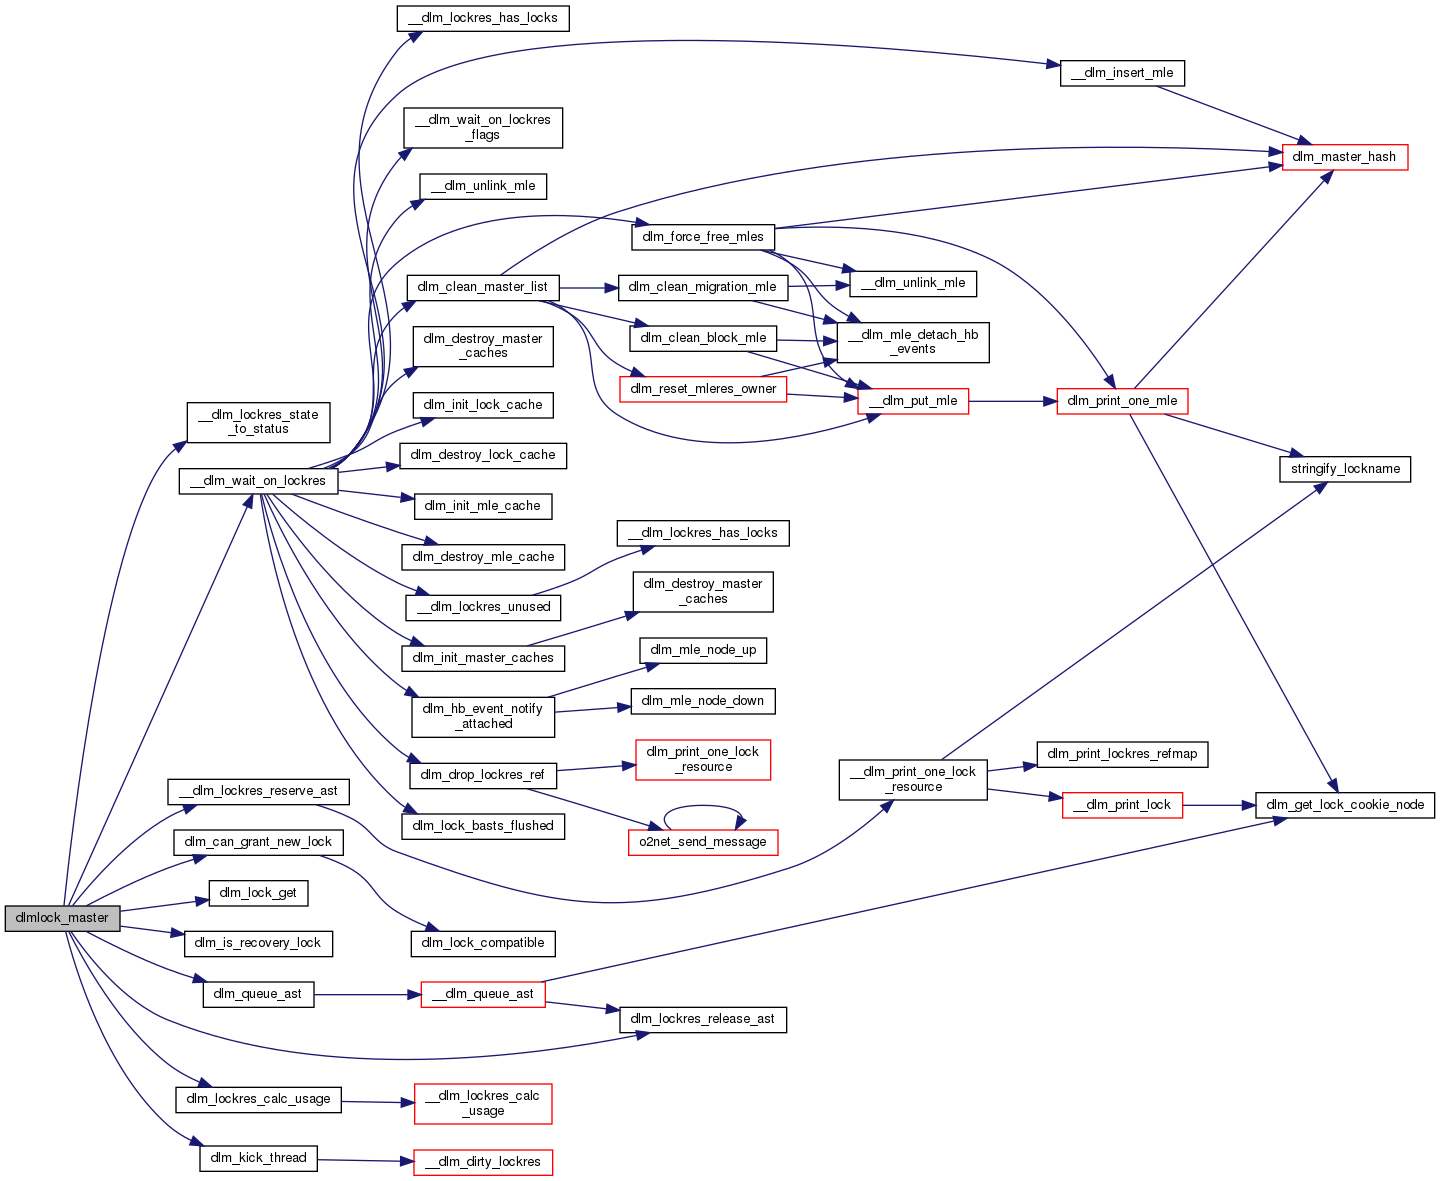 __dlm_lockres_has_locks
__dlm_insert_mle
__dlm_wait_on_lockres
_flags
dlm_master_hash
__dlm_unlink_mle
dlm_force_free_mles
dlm_clean_master_list
dlm_clean_migration_mle
__dlm_unlink_mle
dlm_destroy_master
_caches
dlm_clean_block_mle
__dlm_mle_detach_hb
_events
dlm_reset_mleres_owner
__dlm_put_mle
dlm_print_one_mle
dlm_init_lock_cache
__dlm_lockres_state
_to_status
dlm_destroy_lock_cache
stringify_lockname
__dlm_wait_on_lockres
dlm_init_mle_cache
__dlm_lockres_has_locks
dlm_destroy_mle_cache
dlm_destroy_master
_caches
__dlm_lockres_unused
dlm_mle_node_up
dlm_init_master_caches
dlm_mle_node_down
dlm_hb_event_notify
_attached
dlm_print_one_lock
_resource
dlm_print_lockres_refmap
dlm_drop_lockres_ref
__dlm_print_one_lock
_resource
__dlm_lockres_reserve_ast
__dlm_print_lock
dlm_get_lock_cookie_node
dlm_lock_basts_flushed
dlm_can_grant_new_lock
o2net_send_message
dlm_lock_get
dlmlock_master
dlm_is_recovery_lock
dlm_lock_compatible
dlm_queue_ast
__dlm_queue_ast
dlm_lockres_release_ast
dlm_lockres_calc_usage
__dlm_lockres_calc
_usage
dlm_kick_thread
__dlm_dirty_lockres